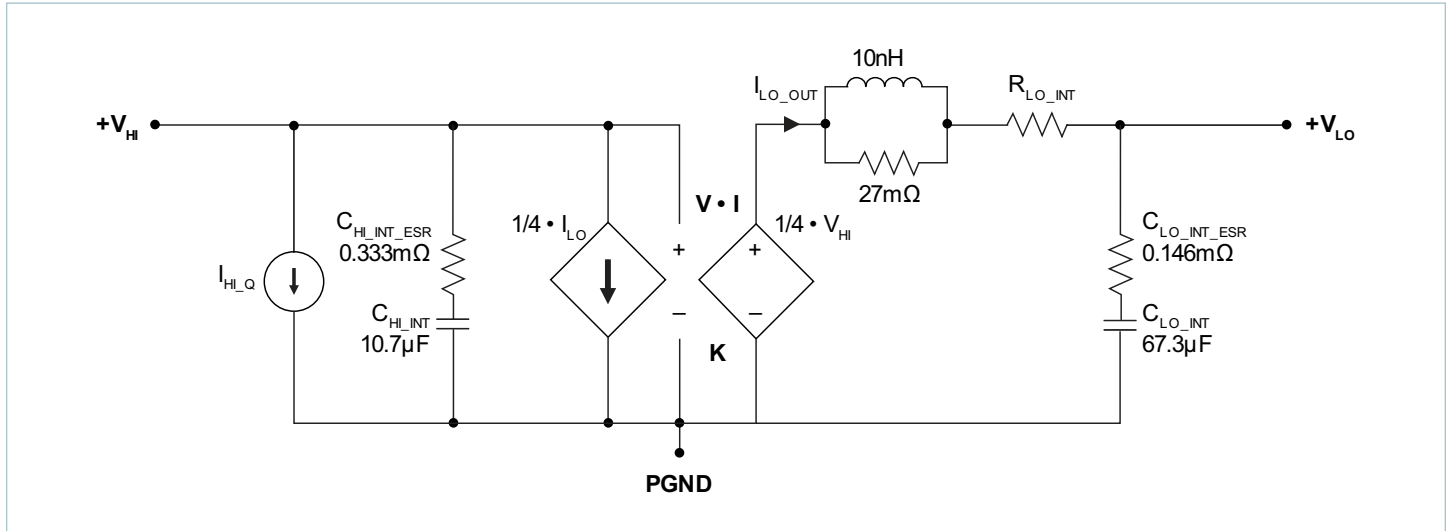 10nH
I_LO_OUT
R_LO_INT
+V_HI
+V_LO
27mΩ
V • I
C_HI_INT_ESR
0.333mΩ
1/4 • I_LO
+
+
1/4 • V_HI
C_LO_INT_ESR
0.146mΩ
I_HI_Q
C_HI_INT
10.7µF
–
–
C_LO_INT
67.3µF
K
PGND